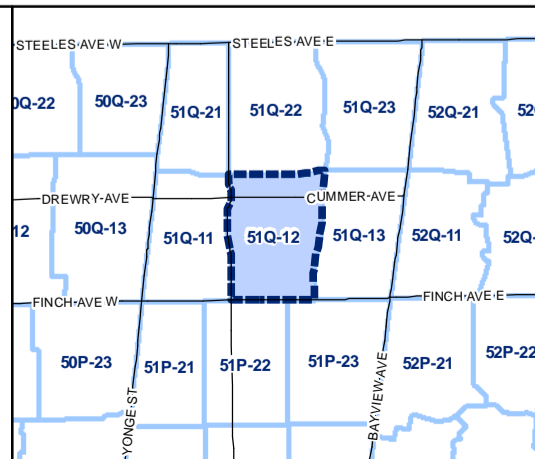 STEELES AVE W
STEELES AVE E
0Q-22
50Q-23
51Q-21
51Q-22
51Q-23
52Q-21
52
DREWRY AVE
CUMMER AVE
12
50Q-13
51Q-11
51Q-12
51Q-13
52Q-11
52Q-
FINCH AVE W
FINCH AVE E
50P-23
51P-21
51P-22
51P-23
52P-21
52P-22
YONGE ST
BAYVIEW AVE